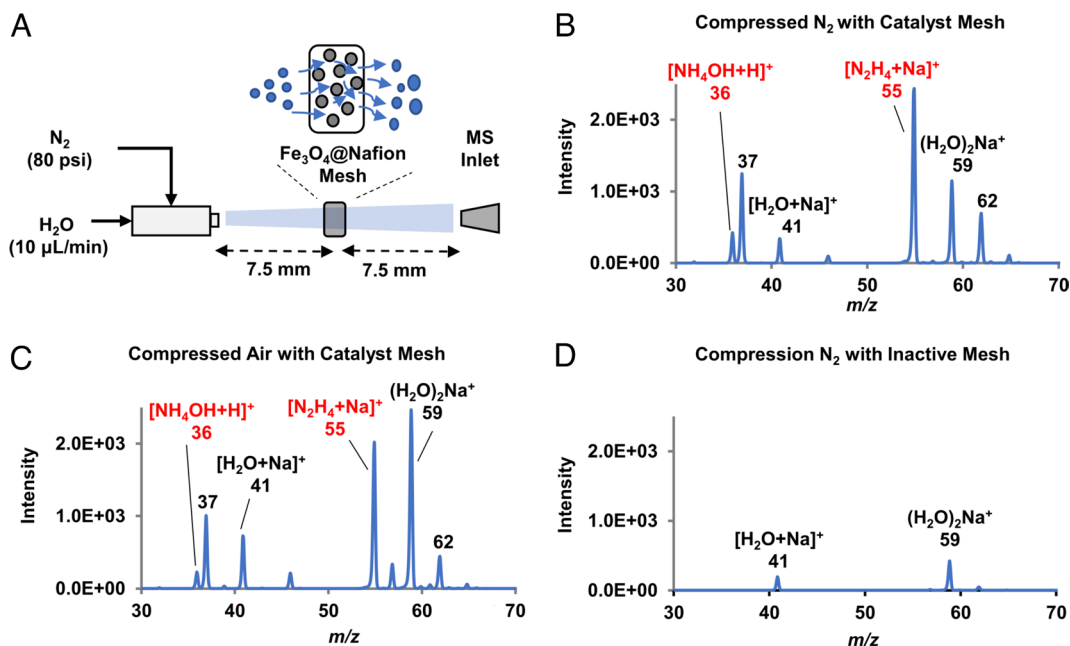 A
N₂
(80 psi)
H₂O
(10 µL/min)
Fe₃O₄@Nafion
Mesh
MS
Inlet
7.5 mm
7.5 mm
B
Compressed N₂ with Catalyst Mesh
[NH₄OH+H]⁺
36
37
[H₂O+Na]⁺
41
[N₂H₄+Na]⁺
55
(H₂O)₂Na⁺
59
62
Intensity
2.0E+03
1.0E+03
0.0E+00
30
40
50
60
70
m/z
C
Compressed Air with Catalyst Mesh
[NH₄OH+H]⁺
36
37
[H₂O+Na]⁺
41
[N₂H₄+Na]⁺
55
(H₂O)₂Na⁺
59
62
Intensity
2.0E+03
1.0E+03
0.0E+00
30
40
50
60
70
m/z
D
Compression N₂ with Inactive Mesh
[H₂O+Na]⁺
41
(H₂O)₂Na⁺
59
Intensity
2.0E+03
1.0E+03
0.0E+00
30
40
50
60
70
m/z